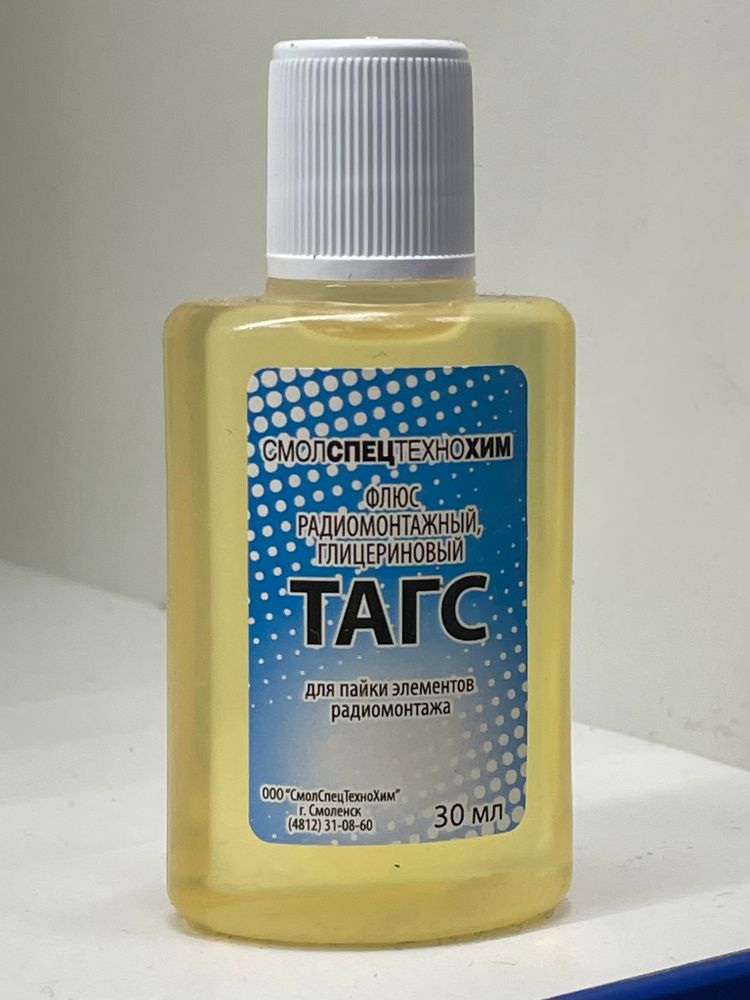 СМОЛСПЕЦТЕХНОХИМ
ФЛЮС
РАДИОМОНТАЖНЫЙ,
ГЛИЦЕРИНОВЫЙ
ТАГС
для пайки элементов
радиомонтажа
ООО "СмолСпецТехноХим"
г. Смоленск
(4812) 31-08-60
30 мл